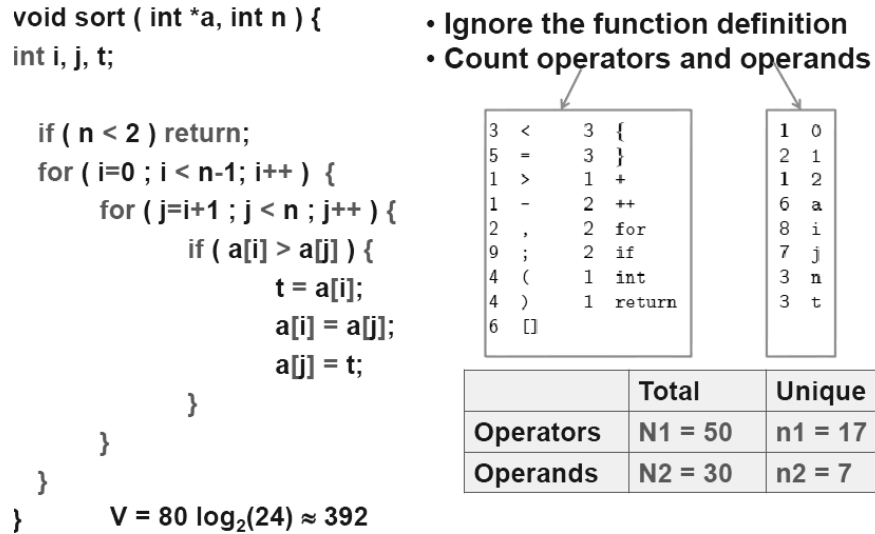 void sort ( int *a, int n ) {
int i, j, t;
if ( n < 2 ) return;
for ( i=0 ; i < n-1; i++ ) {
for ( j=i+1 ; j < n ; j++ ) {
if ( a[i] > a[j] ) {
t = a[i];
a[i] = a[j];
a[j] = t;
}
}
}
}
V = 80 log₂(24) ≈ 392
• Ignore the function definition
• Count operators and operands
3 < 3 {
5 = 3 }
1 > 1 +
1 - 2 ++
2 , 2 for
9 ; 2 if
4 ( 1 int
4 ) 1 return
6 []
1 0
2 1
1 2
6 a
8 i
7 j
3 n
3 t
Total Unique
Operators N1 = 50 n1 = 17
Operands N2 = 30 n2 = 7